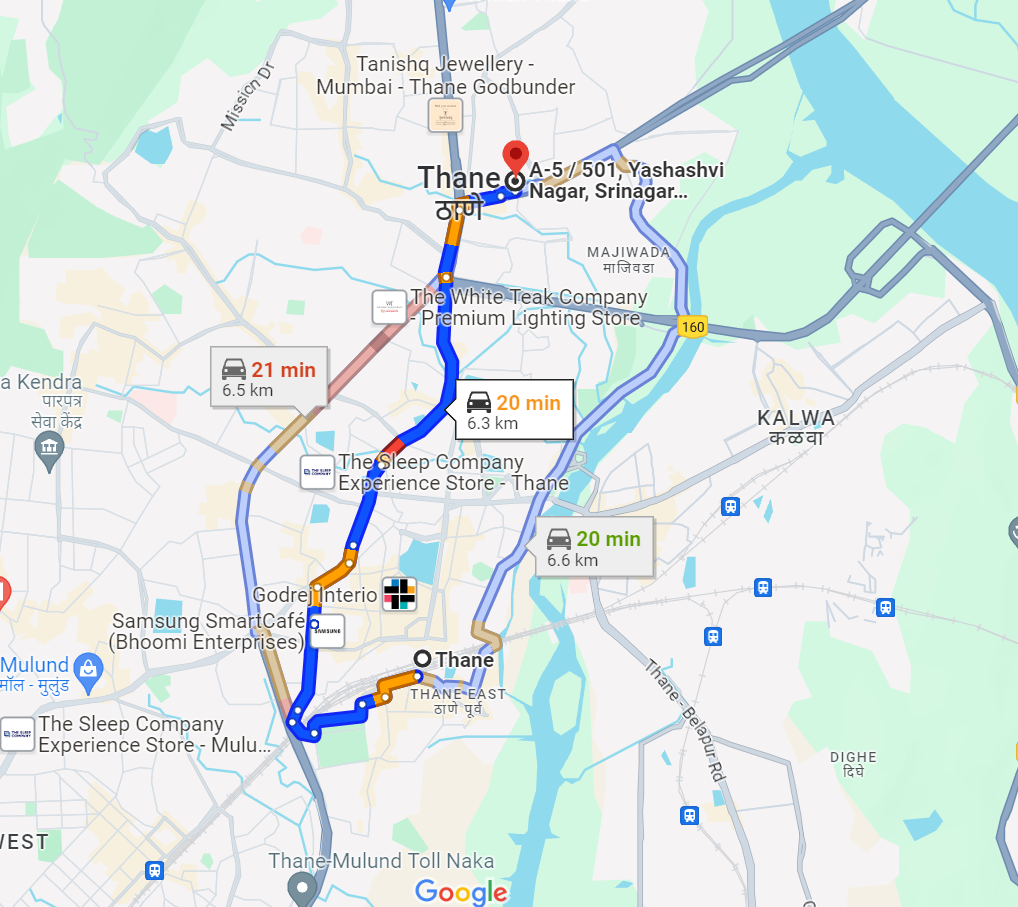 Tanishq Jewellery -
Mumbai - Thane Godbunder
Mission Dr
Thane
ठाणे
A-5 / 501, Yashashvi
Nagar, Srinagar...
MAJIWADA
माजिवडा
The White Teak Company
- Premium Lighting Store
160
21 min
6.5 km
a Kendra
पारपत्र
सेवा केंद्र
20 min
6.3 km
KALWA
कळवा
The Sleep Company
Experience Store - Thane
20 min
6.6 km
Godrej Interio
Samsung SmartCafé
(Bhoomi Enterprises)
SAMSUNG
Mulund
मॉल - मुलुंड
Thane
THANE EAST
ठाणे पूर्व
Thane - Belapur Rd
The Sleep Company
Experience Store - Mulu...
DIGHE
दिघे
WEST
Thane-Mulund Toll Naka
Google